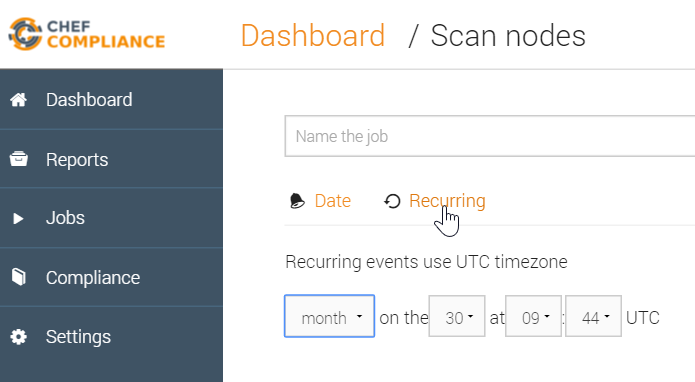 CHEF
COMPLIANCE
Dashboard / Scan nodes
Dashboard
Reports
Jobs
Compliance
Settings
Name the job
Date Recurring
Recurring events use UTC timezone
month on the 30 at 09 : 44 UTC